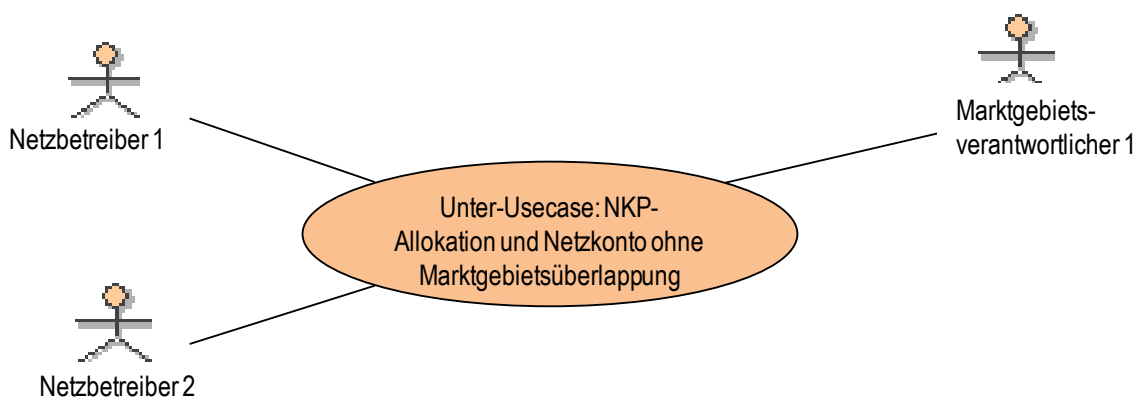 Netzbetreiber 1
Marktgebiets-
verantwortlicher 1
Unter-Usecase: NKP-
Allokation und Netzkonto ohne
Marktgebietsüberlappung
Netzbetreiber 2